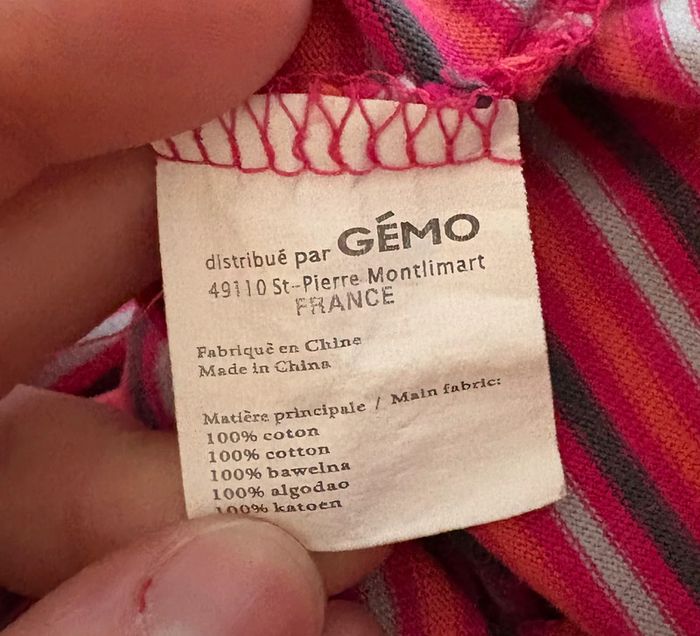 distribué par GÉMO
49110 St-Pierre Montlimart
FRANCE
Fabriqué en Chine
Made in China
Matière principale / Main fabric:
100% coton
100% cotton
100% bawelna
100% algodao
100% katoen